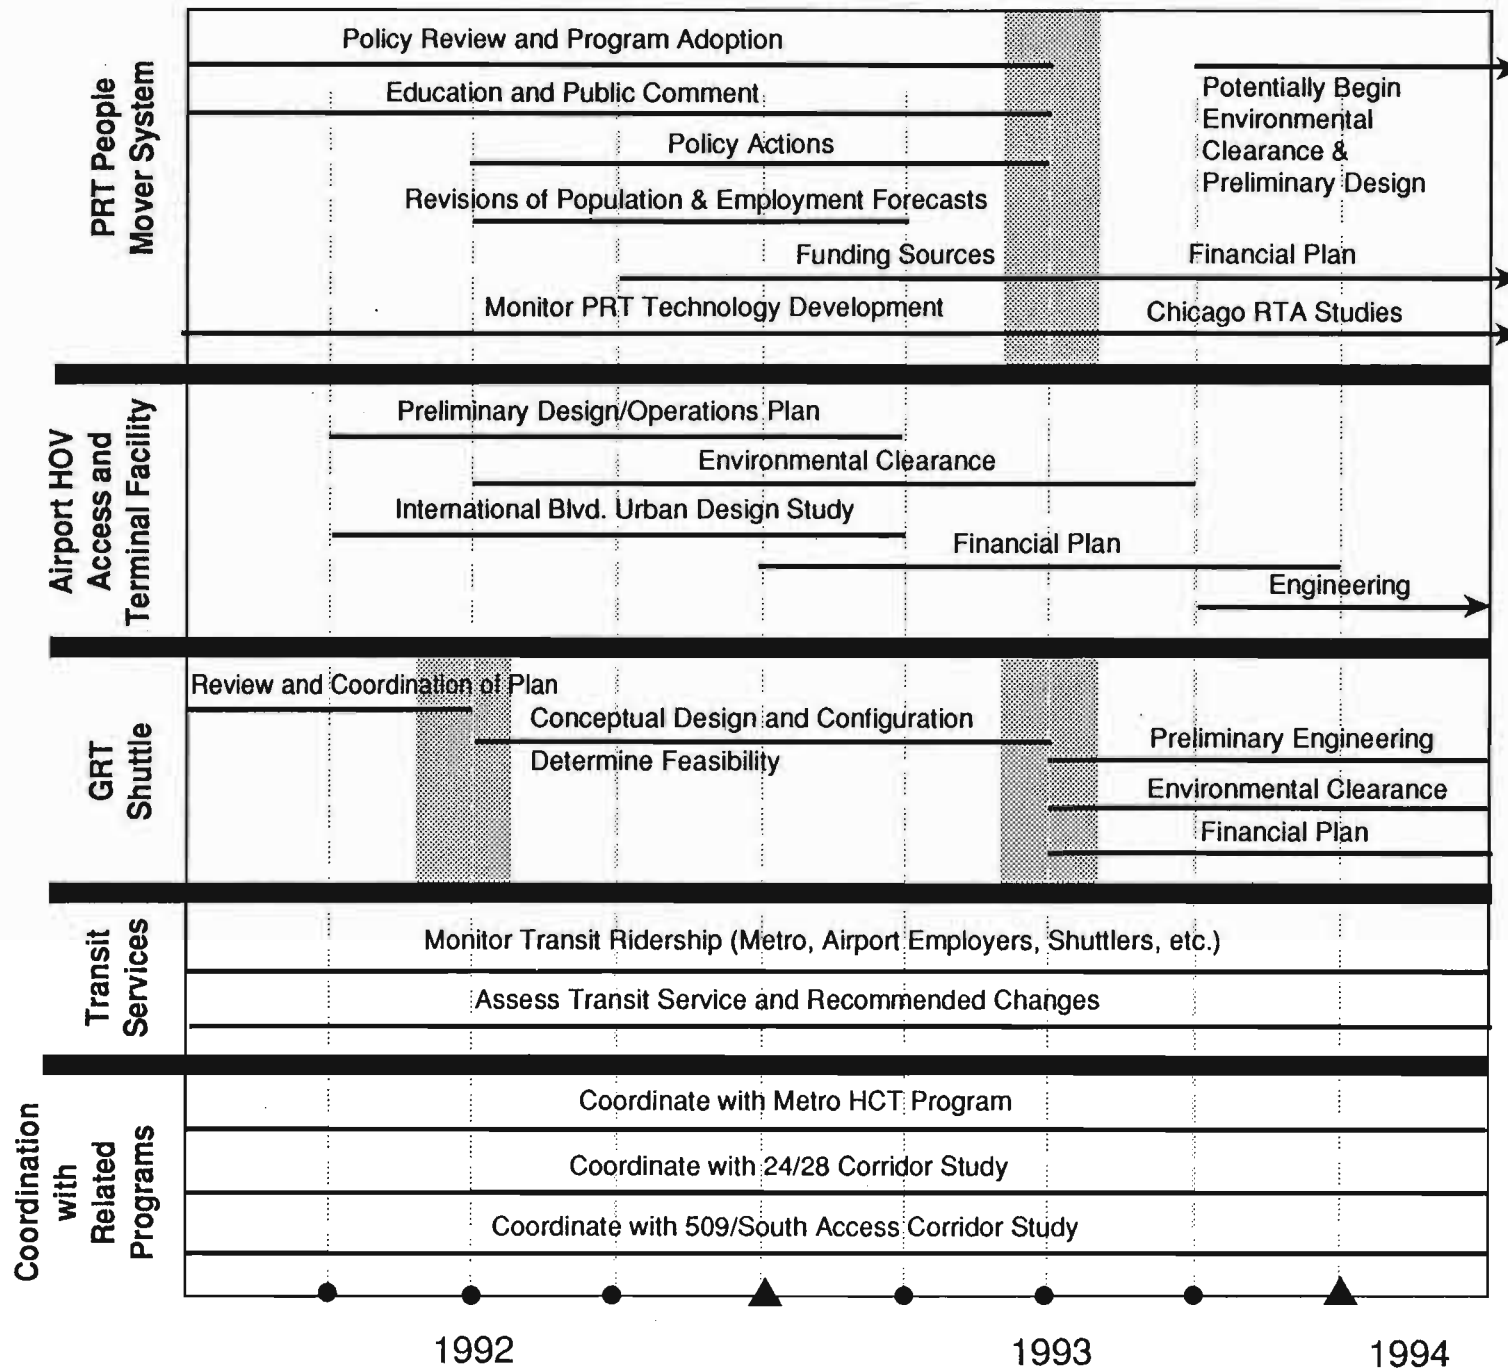 PRT People
Mover System
Policy Review and Program Adoption
Education and Public Comment
Policy Actions
Revisions of Population & Employment Forecasts
Funding Sources
Monitor PRT Technology Development
Potentially Begin
Environmental
Clearance &
Preliminary Design
Financial Plan
Chicago RTA Studies
Airport HOV
Access and
Terminal Facility
Preliminary Design/Operations Plan
Environmental Clearance
International Blvd. Urban Design Study
Financial Plan
Engineering
GRT
Shuttle
Review and Coordination of Plan
Conceptual Design and Configuration
Determine Feasibility
Preliminary Engineering
Environmental Clearance
Financial Plan
Transit
Services
Monitor Transit Ridership (Metro, Airport Employers, Shuttlers, etc.)
Assess Transit Service and Recommended Changes
Coordination
with
Related
Programs
Coordinate with Metro HCT Program
Coordinate with 24/28 Corridor Study
Coordinate with 509/South Access Corridor Study
1992
1993
1994